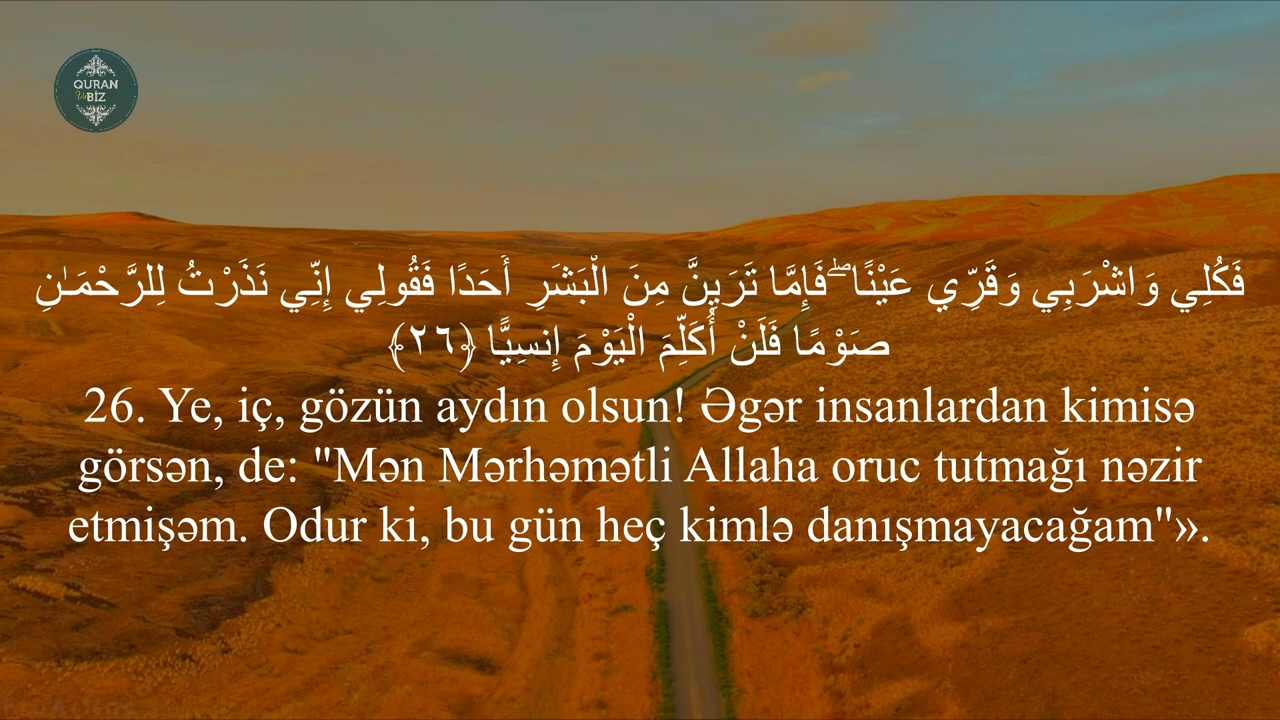 QURAN
Və
BİZ
فَكُلِي وَاشْرَبِي وَقَرِّي عَيْنًا ۖ فَإِمَّا تَرَيِنَّ مِنَ الْبَشَرِ أَحَدًا فَقُولِي إِنِّي نَذَرْتُ لِلرَّحْمَـٰنِ
صَوْمًا فَلَنْ أُكَلِّمَ الْيَوْمَ إِنسِيًّا ﴿٢٦﴾
26. Ye, iç, gözün aydın olsun! Əgər insanlardan kimisə
görsən, de: "Mən Mərhəmətli Allaha oruc tutmağı nəzir
etmişəm. Odur ki, bu gün heç kimlə danışmayacağam"».